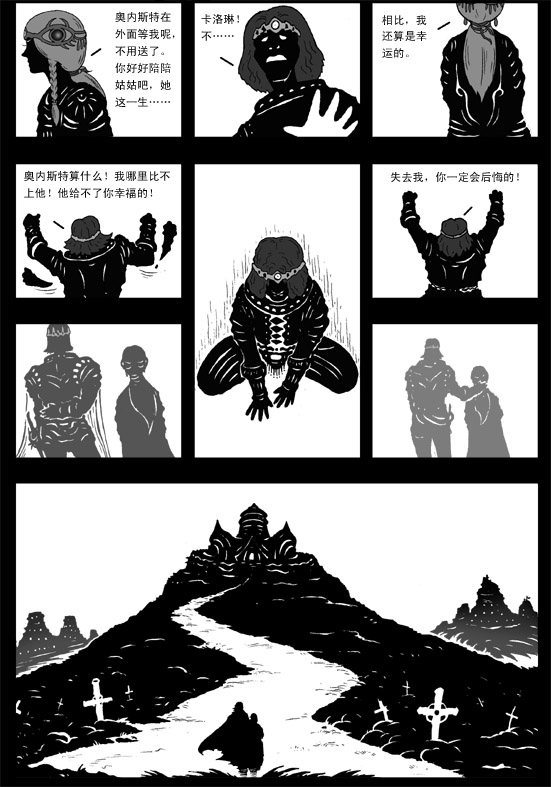 奥内斯特在
外面等我呢，
不用送了。
你好好陪陪
姑姑吧，她
这一生……
卡洛琳！
不……
相比，我
还算是幸
运的。
奥内斯特算什么！我哪里比不
上他！他给不了你幸福的！
失去我，你一定会后悔的！